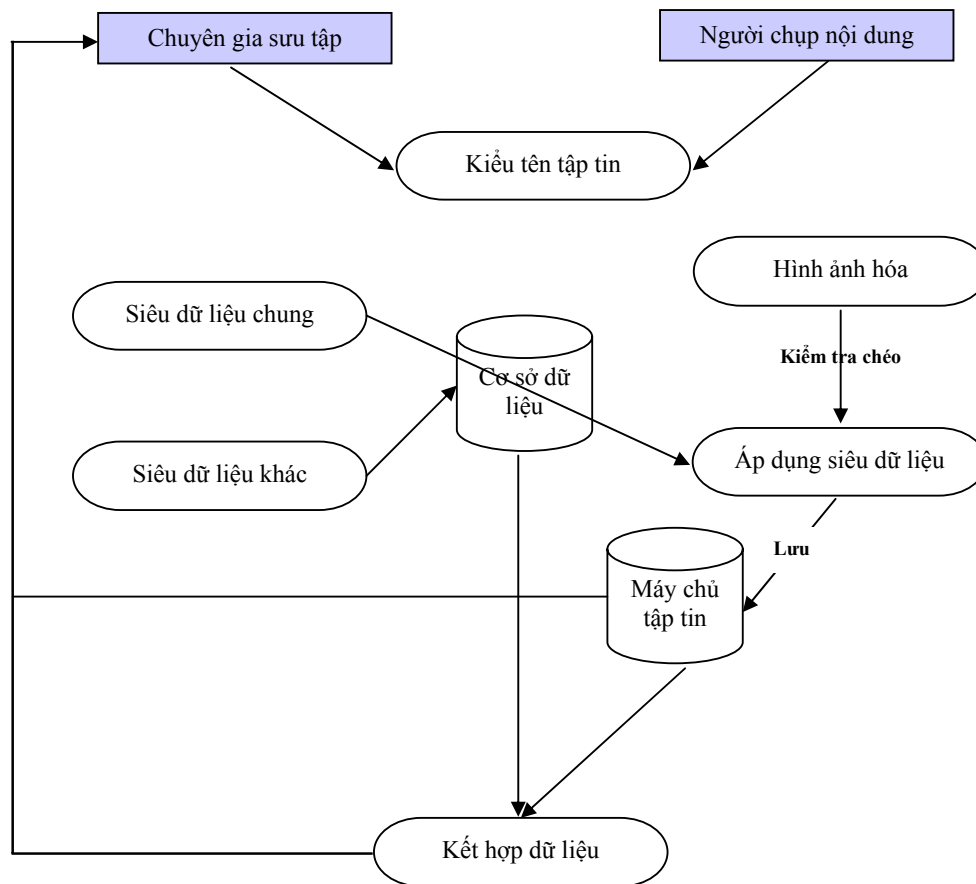 Chuyên gia sưu tập
Người chụp nội dung
Kiểu tên tập tin
Hình ảnh hóa
Siêu dữ liệu chung
Kiểm tra chéo
Cơ sở dữ
liệu
Siêu dữ liệu khác
Áp dụng siêu dữ liệu
Lưu
Máy chủ
tập tin
Kết hợp dữ liệu